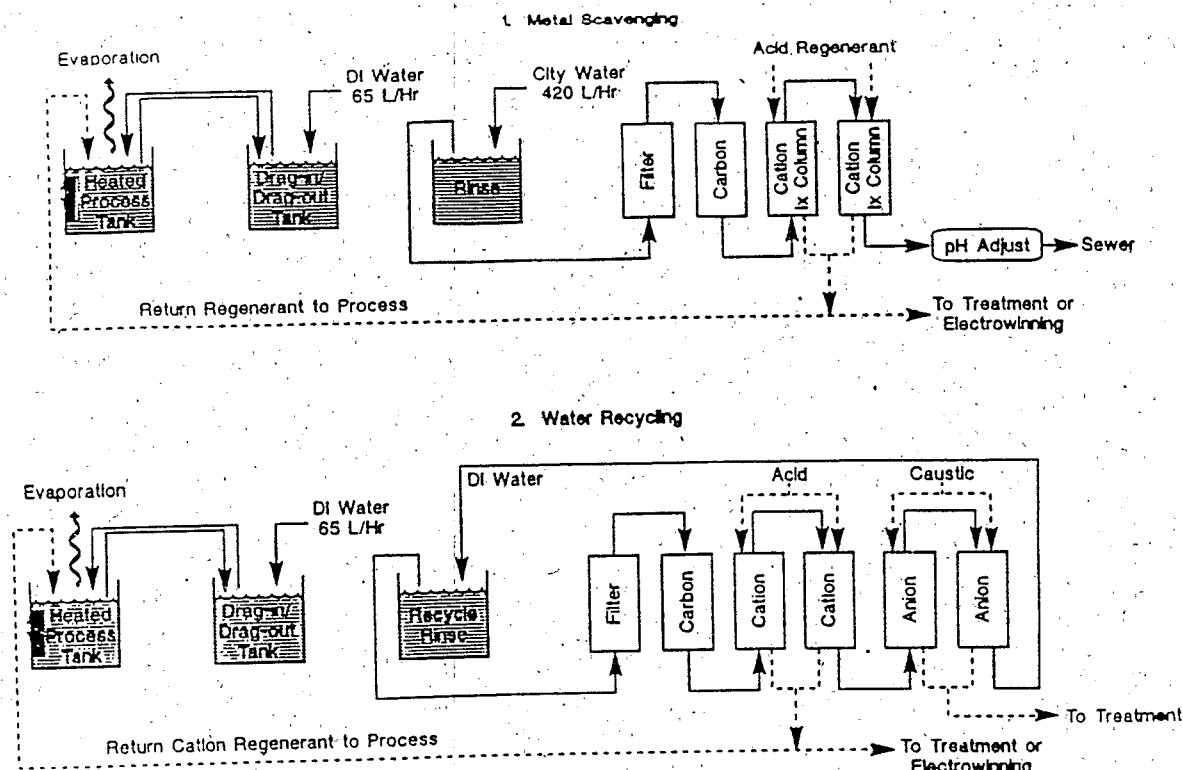 1. Metal Scavenging
Evaporation
DI Water
65 L/Hr
City Water
420 L/Hr
Acid Regenerant
Heated
Process
Tank
Drag-in/
Drag-out
Tank
Rinse
Filter
Carbon
Cation
Ix Column
Cation
Ix Column
pH Adjust
Sewer
Return Regenerant to Process
To Treatment or
Electrowinning
2. Water Recycling
Evaporation
DI Water
65 L/Hr
DI Water
Acid
Caustic
Heated
Process
Tank
Drag-in/
Drag-out
Tank
Recycle
Rinse
Filter
Carbon
Cation
Cation
Anion
Anion
To Treatment
Return Cation Regenerant to Process
To Treatment or
Electrowinning